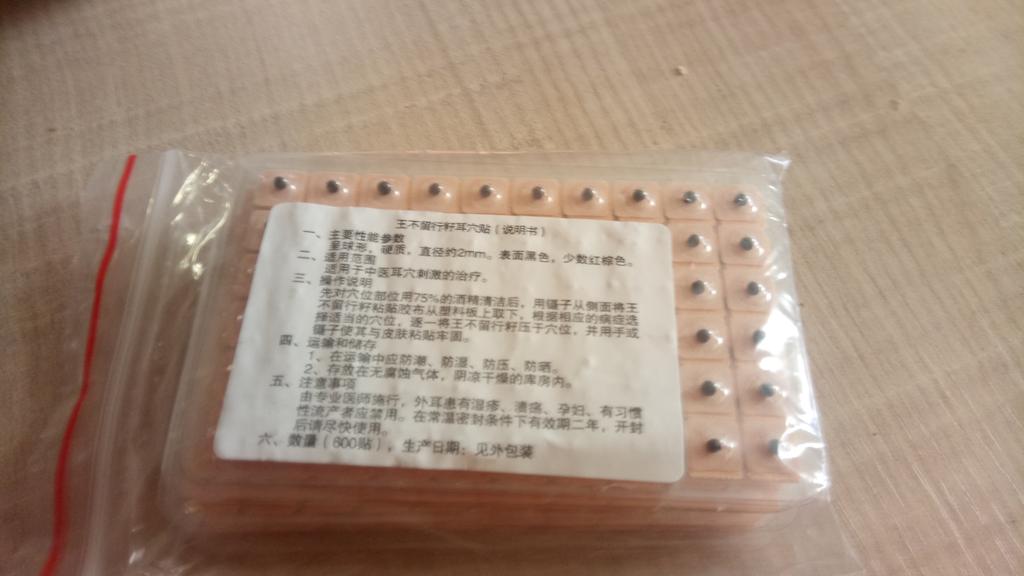 王不留行籽耳穴贴（说明书）
一、主要性能参数
呈球形，硬质，直径约2mm。表面黑色，少数红棕色。
二、适用范围
适用于中医耳穴刺激的治疗。
三、操作说明
先对穴位部位用75%的酒精清洁后，用镊子从侧面将王
不留行籽粘贴胶布从塑料板上取下，根据相应的病症选
择适当的穴位，逐一将王不留行籽压于穴位，并用手或
镊子使其与皮肤粘贴牢固。
四、运输和储存
1、在运输中应防潮、防湿、防压、防晒。
2、存放在无腐蚀气体，阴凉干燥的库房内。
五、注意事项
由专业医师施行，外耳患有湿疹、溃疡、孕妇、有习惯
性流产者应禁用。在常温密封条件下有效期二年，开封
后请尽快使用。
六、数量（600贴），生产日期：见外包装